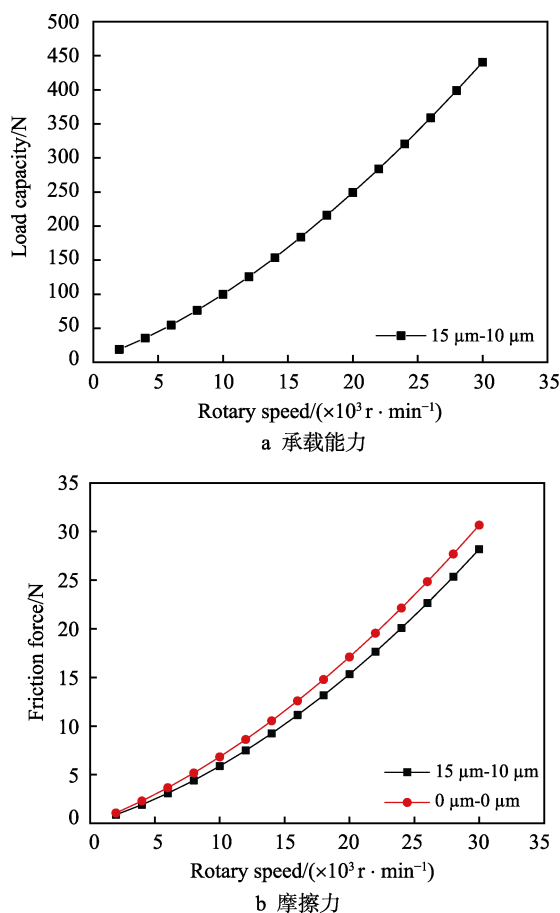 500
450
400
350
300
250
200
150
100
50
0
Load capacity/N
15 μm-10 μm
0 5 10 15 20 25 30 35
Rotary speed/(×10³ r · min⁻¹)
a 承载能力
35
30
25
20
15
10
5
0
Friction force/N
15 μm-10 μm
0 μm-0 μm
0 5 10 15 20 25 30 35
Rotary speed/(×10³ r · min⁻¹)
b 摩擦力